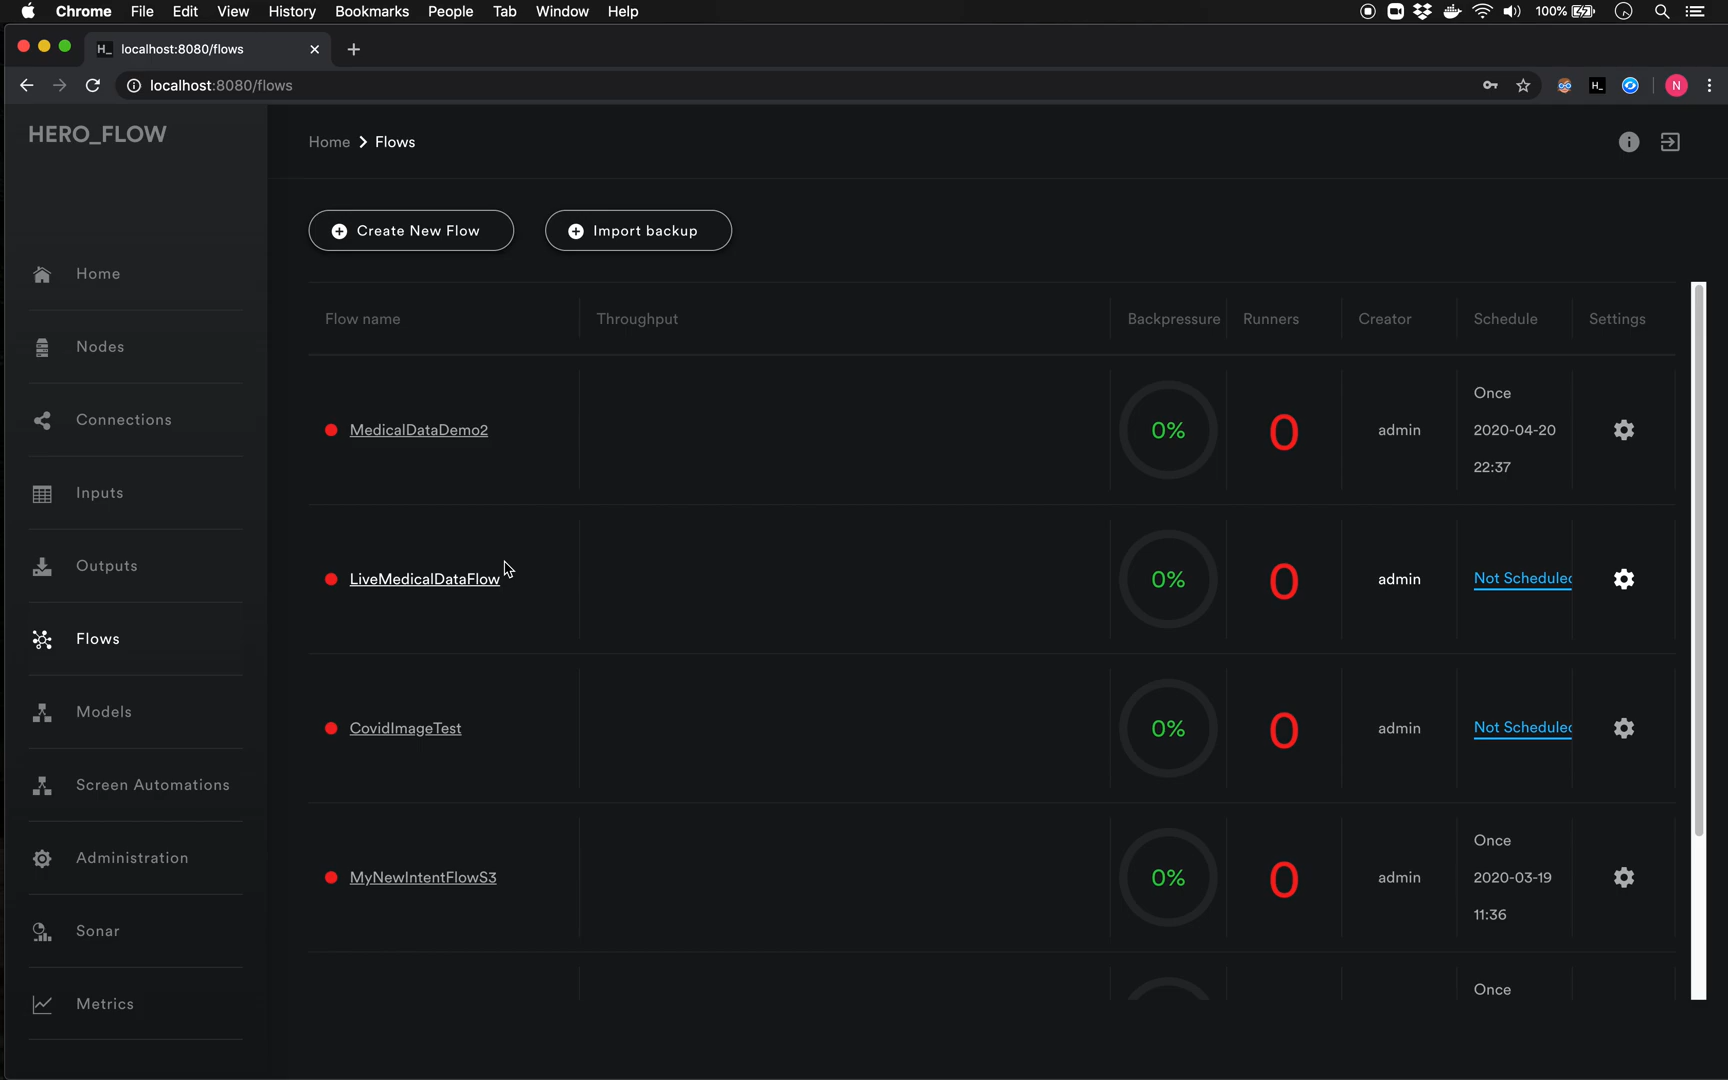 Chrome File Edit View History Bookmarks People Tab Window Help 100%
H_ localhost:8080/flows
localhost:8080/flows H_ N
HERO_FLOW
Home
Nodes
Connections
Inputs
Outputs
Flows
Models
Screen Automations
Administration
Sonar
Metrics
Home Flows
Create New Flow Import backup
Flow name Throughput Backpressure Runners Creator Schedule Settings
MedicalDataDemo2 0% 0 admin Once
2020-04-20
22:37
LiveMedicalDataFlow 0% 0 admin Not Scheduled
CovidImageTest 0% 0 admin Not Scheduled
MyNewIntentFlowS3 0% 0 admin Once
2020-03-19
11:36
Once